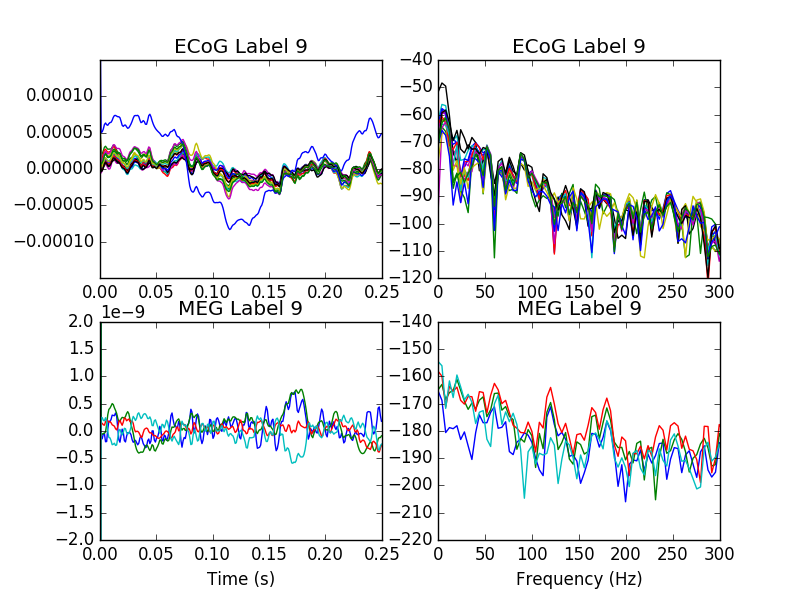 ECoG Label 9
0.00010
0.00005
0.00000
−0.00005
−0.00010
0.00 0.05 0.10 0.15 0.20 0.25
ECoG Label 9
−40
−50
−60
−70
−80
−90
−100
−110
−120
0 50 100 150 200 250 300
MEG Label 9
1e−9
2.0
1.5
1.0
0.5
0.0
−0.5
−1.0
−1.5
−2.0
0.00 0.05 0.10 0.15 0.20 0.25
Time (s)
MEG Label 9
−140
−150
−160
−170
−180
−190
−200
−210
−220
0 50 100 150 200 250 300
Frequency (Hz)